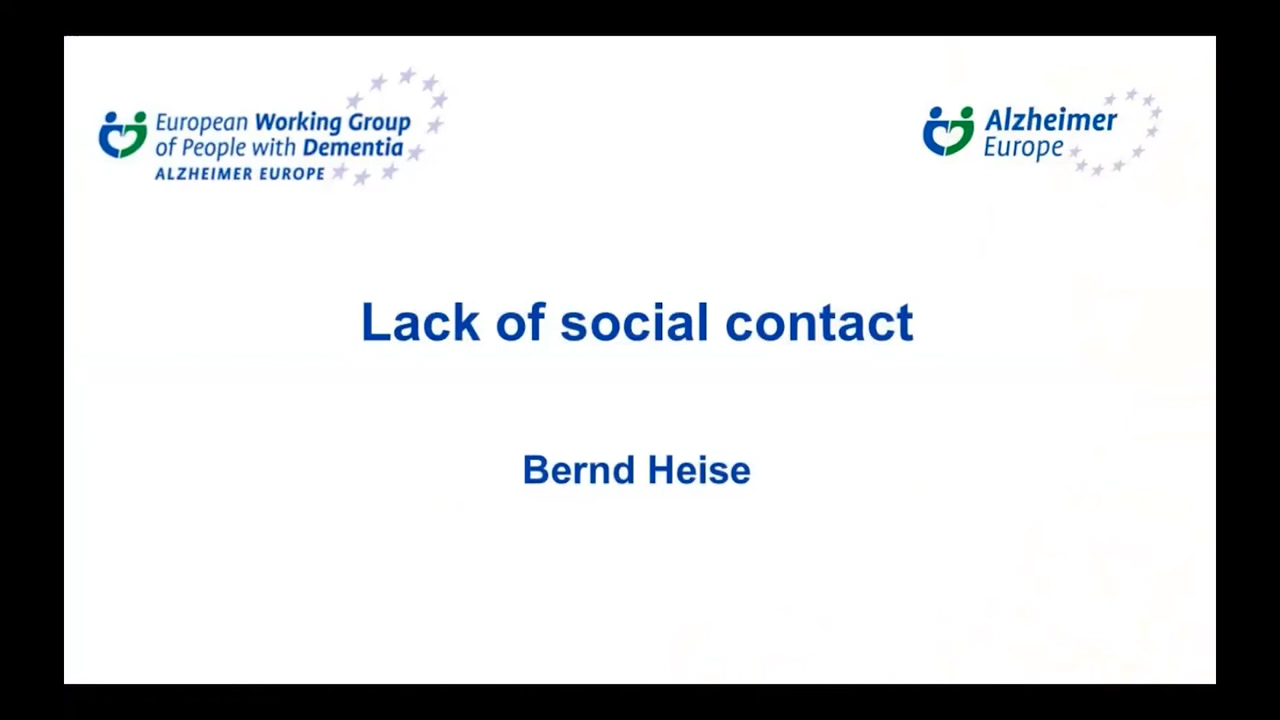 European Working Group
of People with Dementia
ALZHEIMER EUROPE
Alzheimer
Europe
Lack of social contact
Bernd Heise